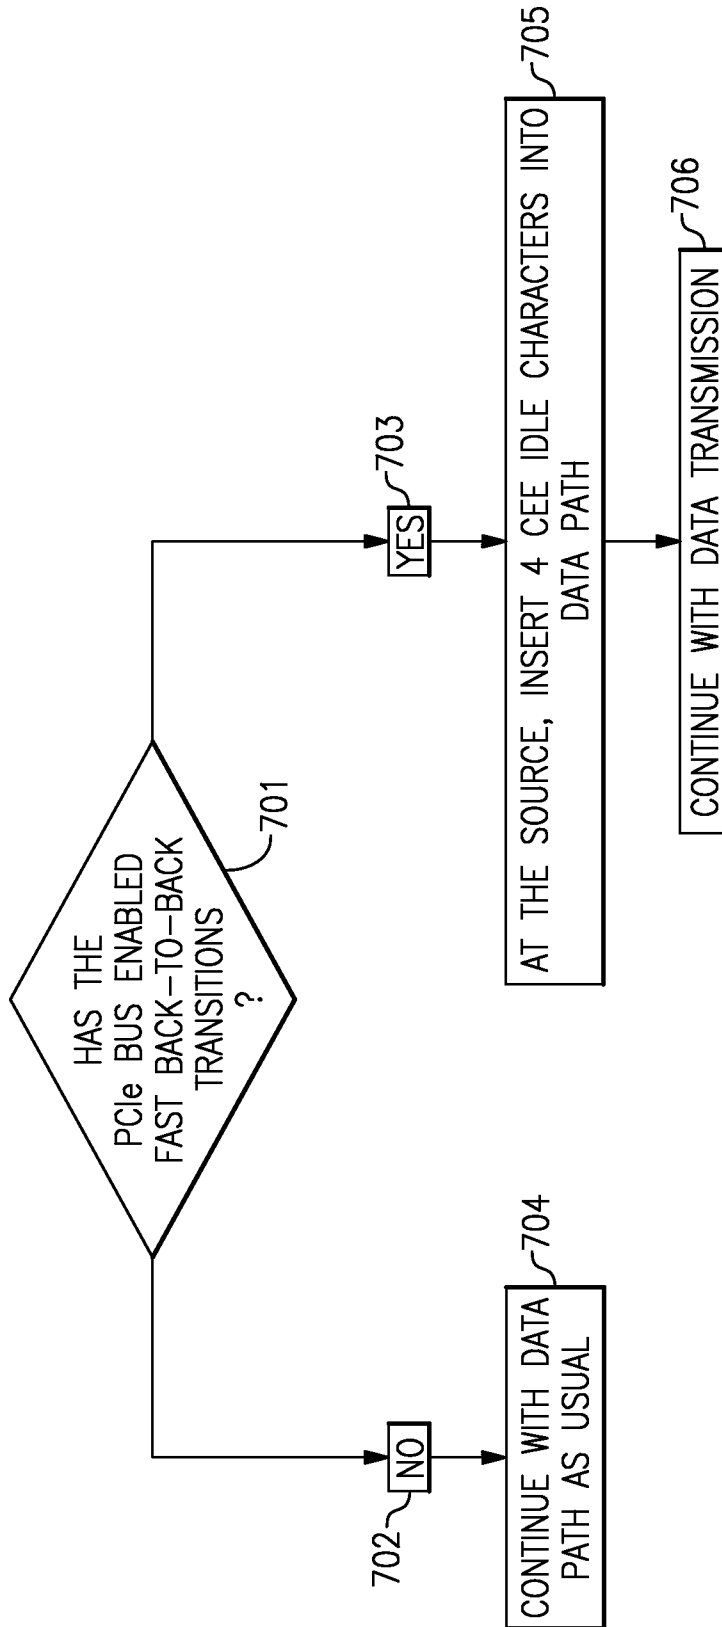 HAS THE
PCIe BUS ENABLED
FAST BACK-TO-BACK
TRANSITIONS
?
701
702
NO
YES
703
CONTINUE WITH DATA
PATH AS USUAL
704
AT THE SOURCE, INSERT 4 CEE IDLE CHARACTERS INTO
DATA PATH
705
CONTINUE WITH DATA TRANSMISSION
706